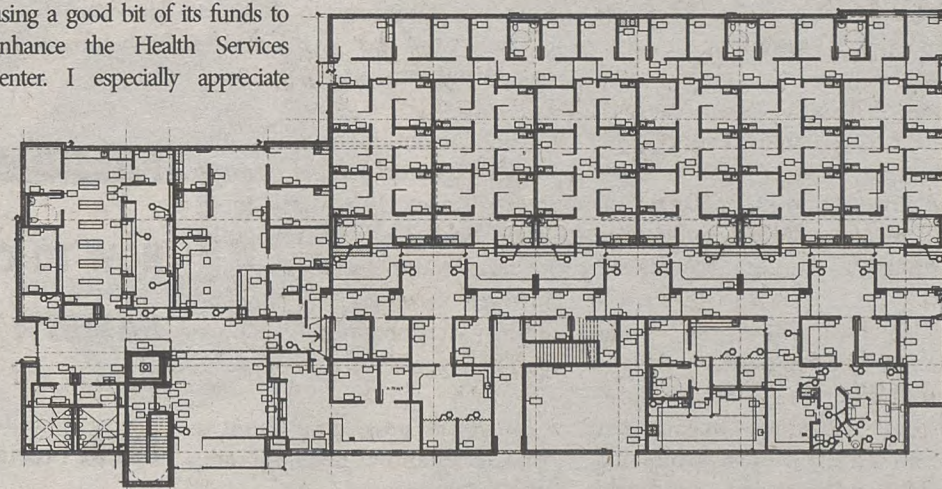 using a good bit of its funds to
enhance the Health Services
Center. I especially appreciate